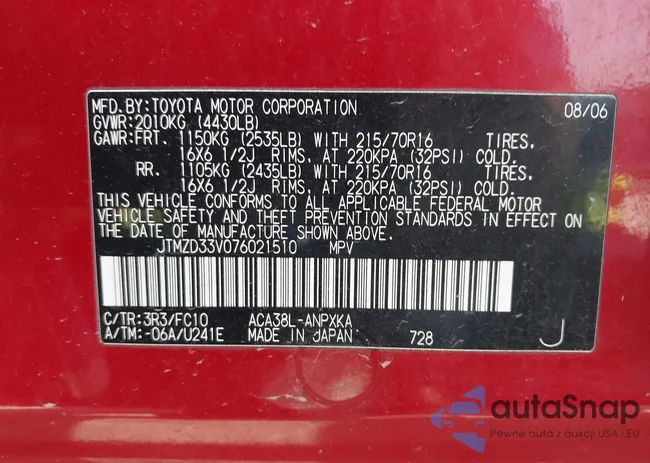 MFD.BY:TOYOTA MOTOR CORPORATION 08/06
GVWR:2010KG (4430LB)
GAWR:FRT. 1150KG (2535LB) WITH 215/70R16 TIRES,
16X6 1/2J RIMS, AT 220KPA (32PSI) COLD.
RR. 1105KG (2435LB) WITH 215/70R16 TIRES,
16X6 1/2J RIMS, AT 220KPA (32PSI) COLD.
THIS VEHICLE CONFORMS TO ALL APPLICABLE FEDERAL MOTOR
VEHICLE SAFETY AND THEFT PREVENTION STANDARDS IN EFFECT ON
THE DATE OF MANUFACTURE SHOWN ABOVE.
JTMZD33V076021510 MPV
C/TR:3R3/FC10 ACA38L-ANPXKA
A/TM:-06A/U241E MADE IN JAPAN 728 J
autaSnap
Pewne auta z aukcji USA i EU